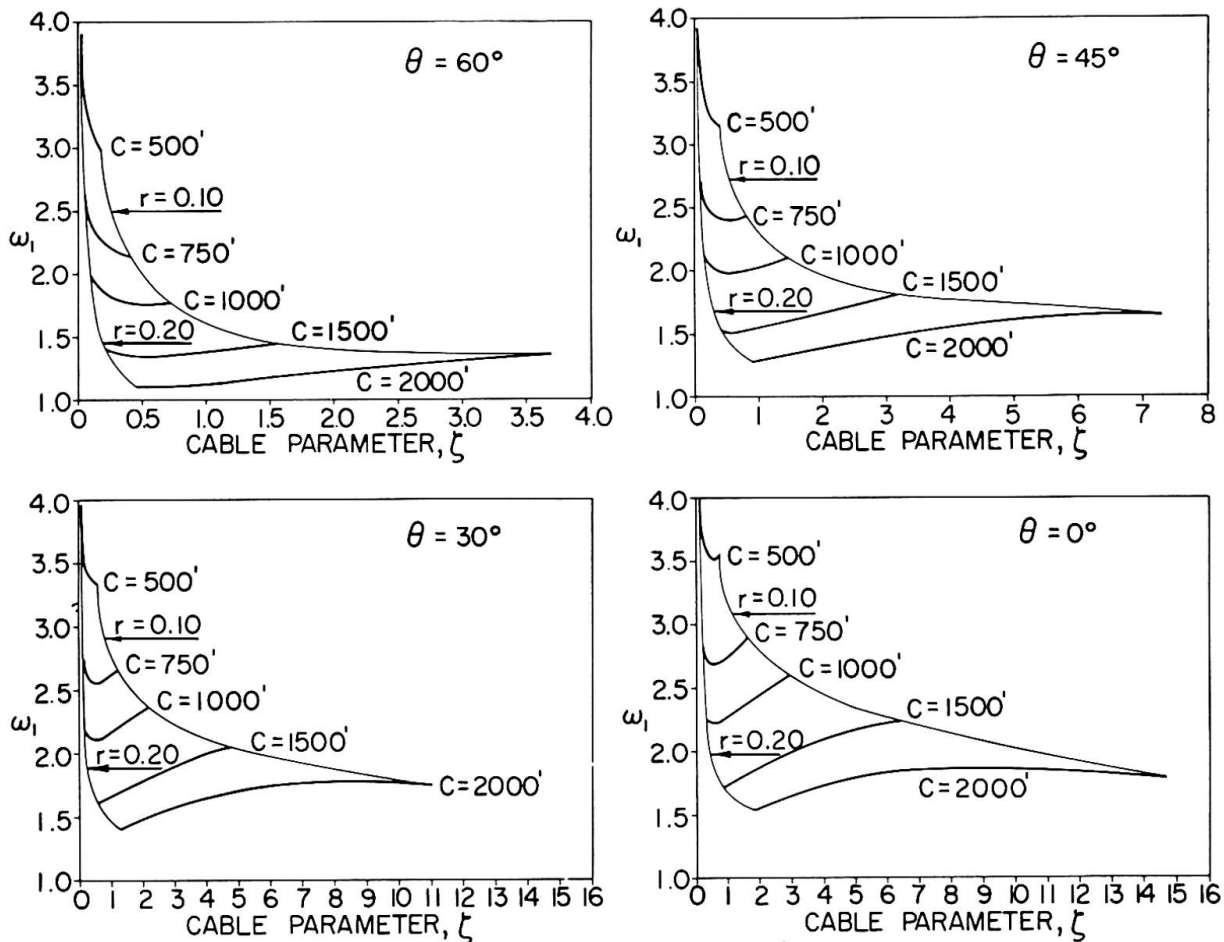 4.0
θ = 60°
3.5
C=500'
3.0
r=0.10
2.5
ω₁
C=750'
2.0
C=1000'
r=0.20
1.5
C=1500'
C=2000'
1.0
0 0.5 1.0 1.5 2.0 2.5 3.0 3.5 4.0
CABLE PARAMETER, ζ
4.0
θ = 45°
3.5
C=500'
3.0
r=0.10
2.5
ω₁
C=750'
C=1000'
2.0
C=1500'
r=0.20
1.5
C=2000'
1.0
0 1 2 3 4 5 6 7 8
CABLE PARAMETER, ζ
4.0
θ = 30°
3.5
C=500'
3.0
r=0.10
C=750'
2.5
C=1000'
ω₁
C=1500'
2.0
r=0.20
C=2000'
1.5
1.0
0 1 2 3 4 5 6 7 8 9 10 11 12 13 14 15 16
CABLE PARAMETER, ζ
4.0
θ = 0°
3.5
C=500'
r=0.10
3.0
C=750'
2.5
C=1000'
ω₁
C=1500'
2.0
r=0.20
C=2000'
1.5
1.0
0 1 2 3 4 5 6 7 8 9 10 11 12 13 14 15 16
CABLE PARAMETER, ζ